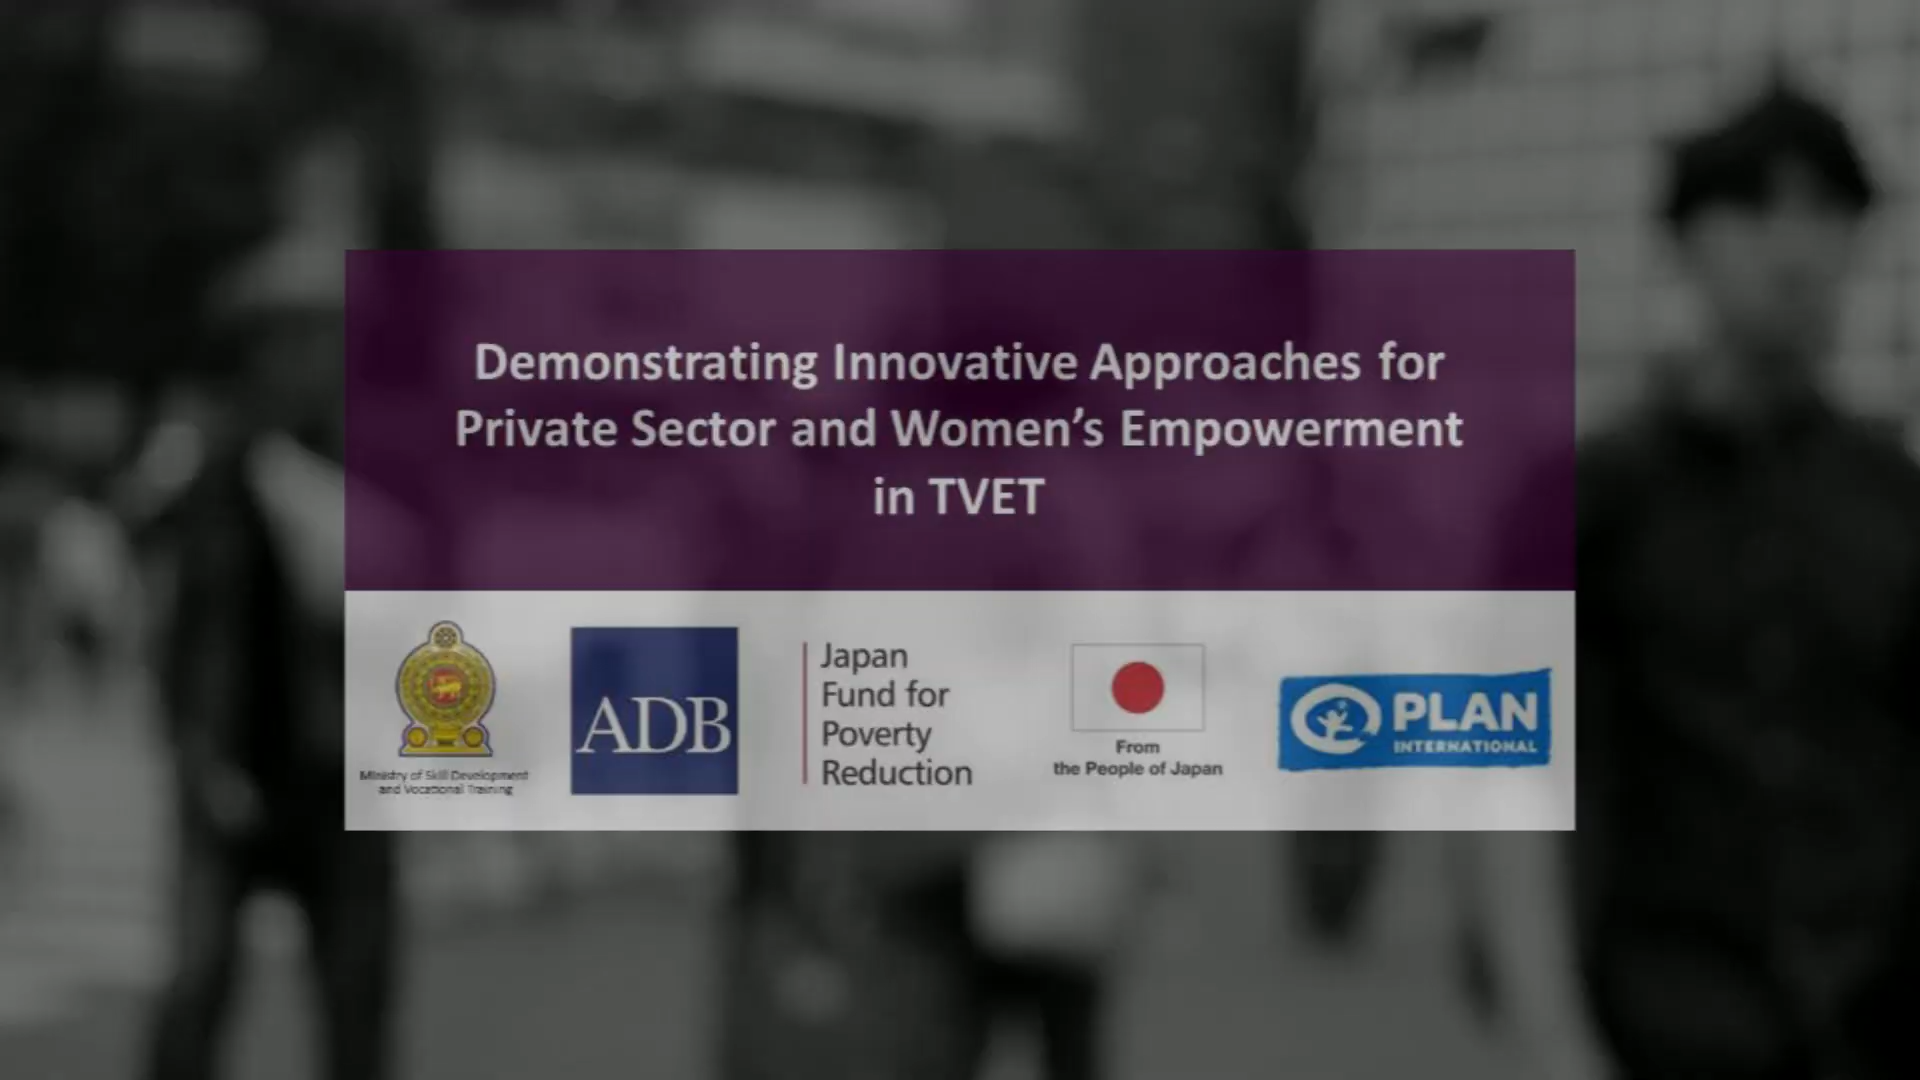 Demonstrating Innovative Approaches for
Private Sector and Women's Empowerment
in TVET
Ministry of Skill Development
and Vocational Training
ADB
Japan
Fund for
Poverty
Reduction
From
the People of Japan
PLAN
INTERNATIONAL